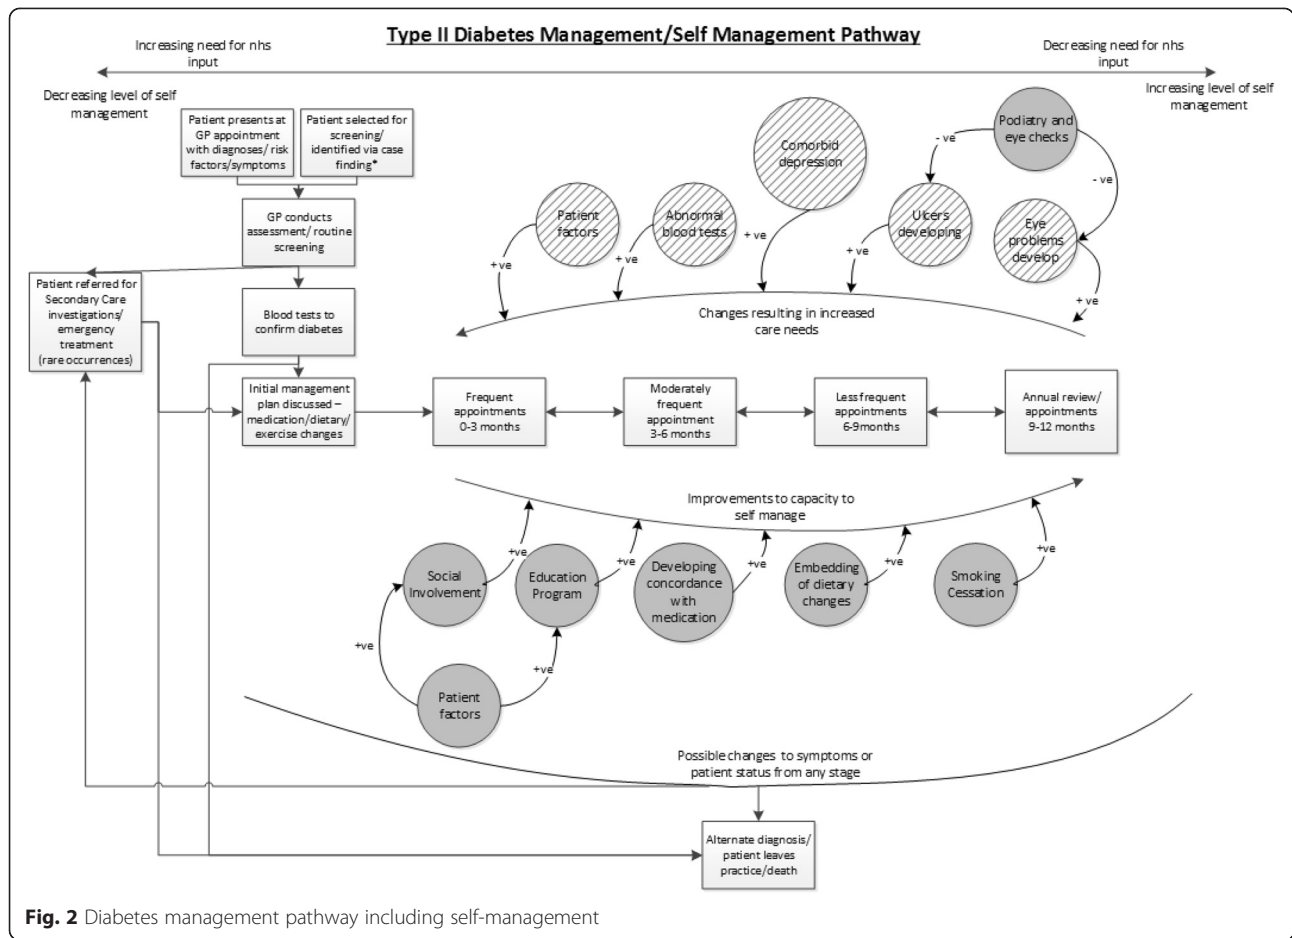 Type II Diabetes Management/Self Management Pathway
Increasing need for nhs
input
Decreasing need for nhs
input
Decreasing level of self
management
Increasing level of self
management
Patient presents at
GP appointment
with diagnoses/ risk
factors/symptoms
Patient selected for
screening/
identified via case
finding*
GP conducts
assessment/ routine
screening
Patient referred for
Secondary Care
investigations/
emergency
treatment
(rare occurrences)
Blood tests to
confirm diabetes
Initial management
plan discussed –
medication/dietary/
exercise changes
Patient
factors
Abnormal
blood tests
Comorbid
depression
Ulcers
developing
Podiatry and
eye checks
Eye
problems
develop
- ve
- ve
+ ve
+ ve
+ ve
+ ve
+ ve
Changes resulting in increased
care needs
Frequent
appointments
0-3 months
Moderately
frequent
appointment
3-6 months
Less frequent
appointments
6-9months
Annual review/
appointments
9-12 months
Improvements to capacity to
self manage
+ve
+ve
+ve
+ve
+ve
Social
Involvement
Education
Program
Developing
concordance
with
medication
Embedding
of dietary
changes
Smoking
Cessation
+ve
+ve
Patient
factors
Possible changes to symptoms or
patient status from any stage
Alternate diagnosis/
patient leaves
practice/death
Fig. 2 Diabetes management pathway including self-management